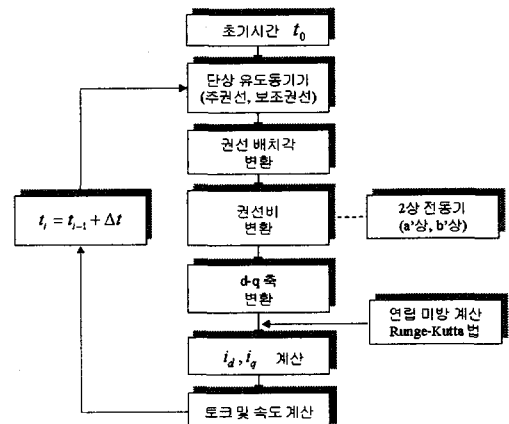 초기시간 t₀
단상 유도동기기
(주권선, 보조권선)
권선 배치각
변환
권선비
변환
2상 전동기
(a'상, b'상)
tᵢ = tᵢ₋₁ + Δt
d-q 축
변환
연립 미방 계산
Runge-Kutta 법
i_d , i_q 계산
토크 및 속도 계산